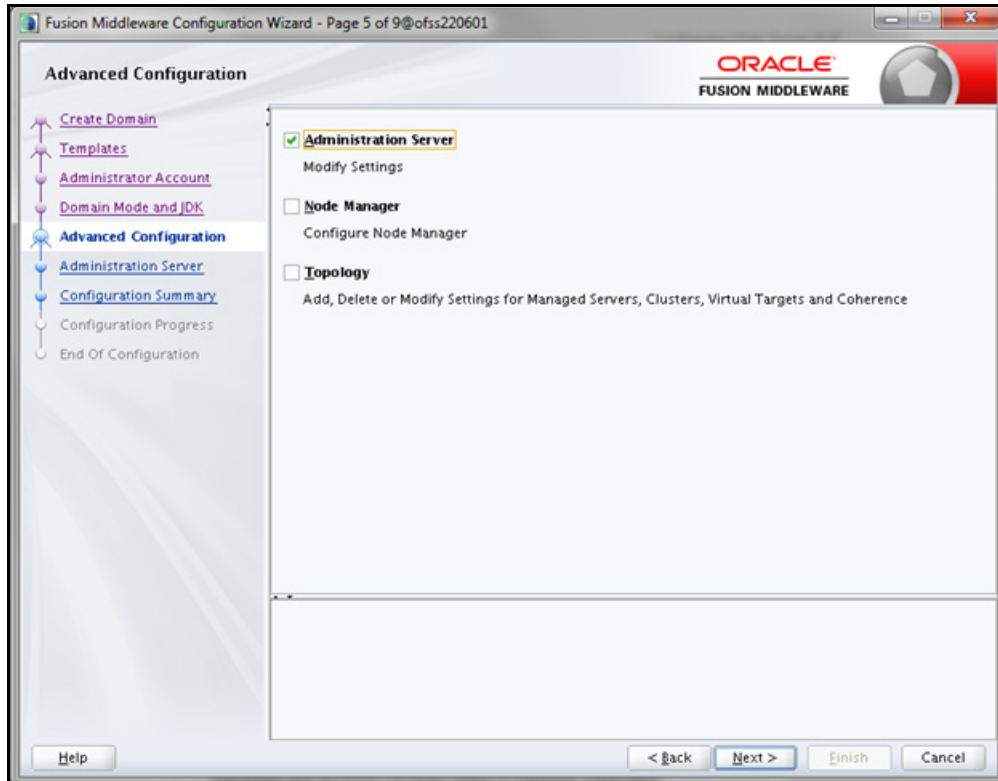 Fusion Middleware Configuration Wizard - Page 5 of 9@ofss220601
Advanced Configuration
ORACLE
FUSION MIDDLEWARE
Create Domain
Templates
Administrator Account
Domain Mode and JDK
Advanced Configuration
Administration Server
Configuration Summary
Configuration Progress
End Of Configuration
Administration Server
Modify Settings
Node Manager
Configure Node Manager
Topology
Add, Delete or Modify Settings for Managed Servers, Clusters, Virtual Targets and Coherence
Help
< Back
Next >
Finish
Cancel